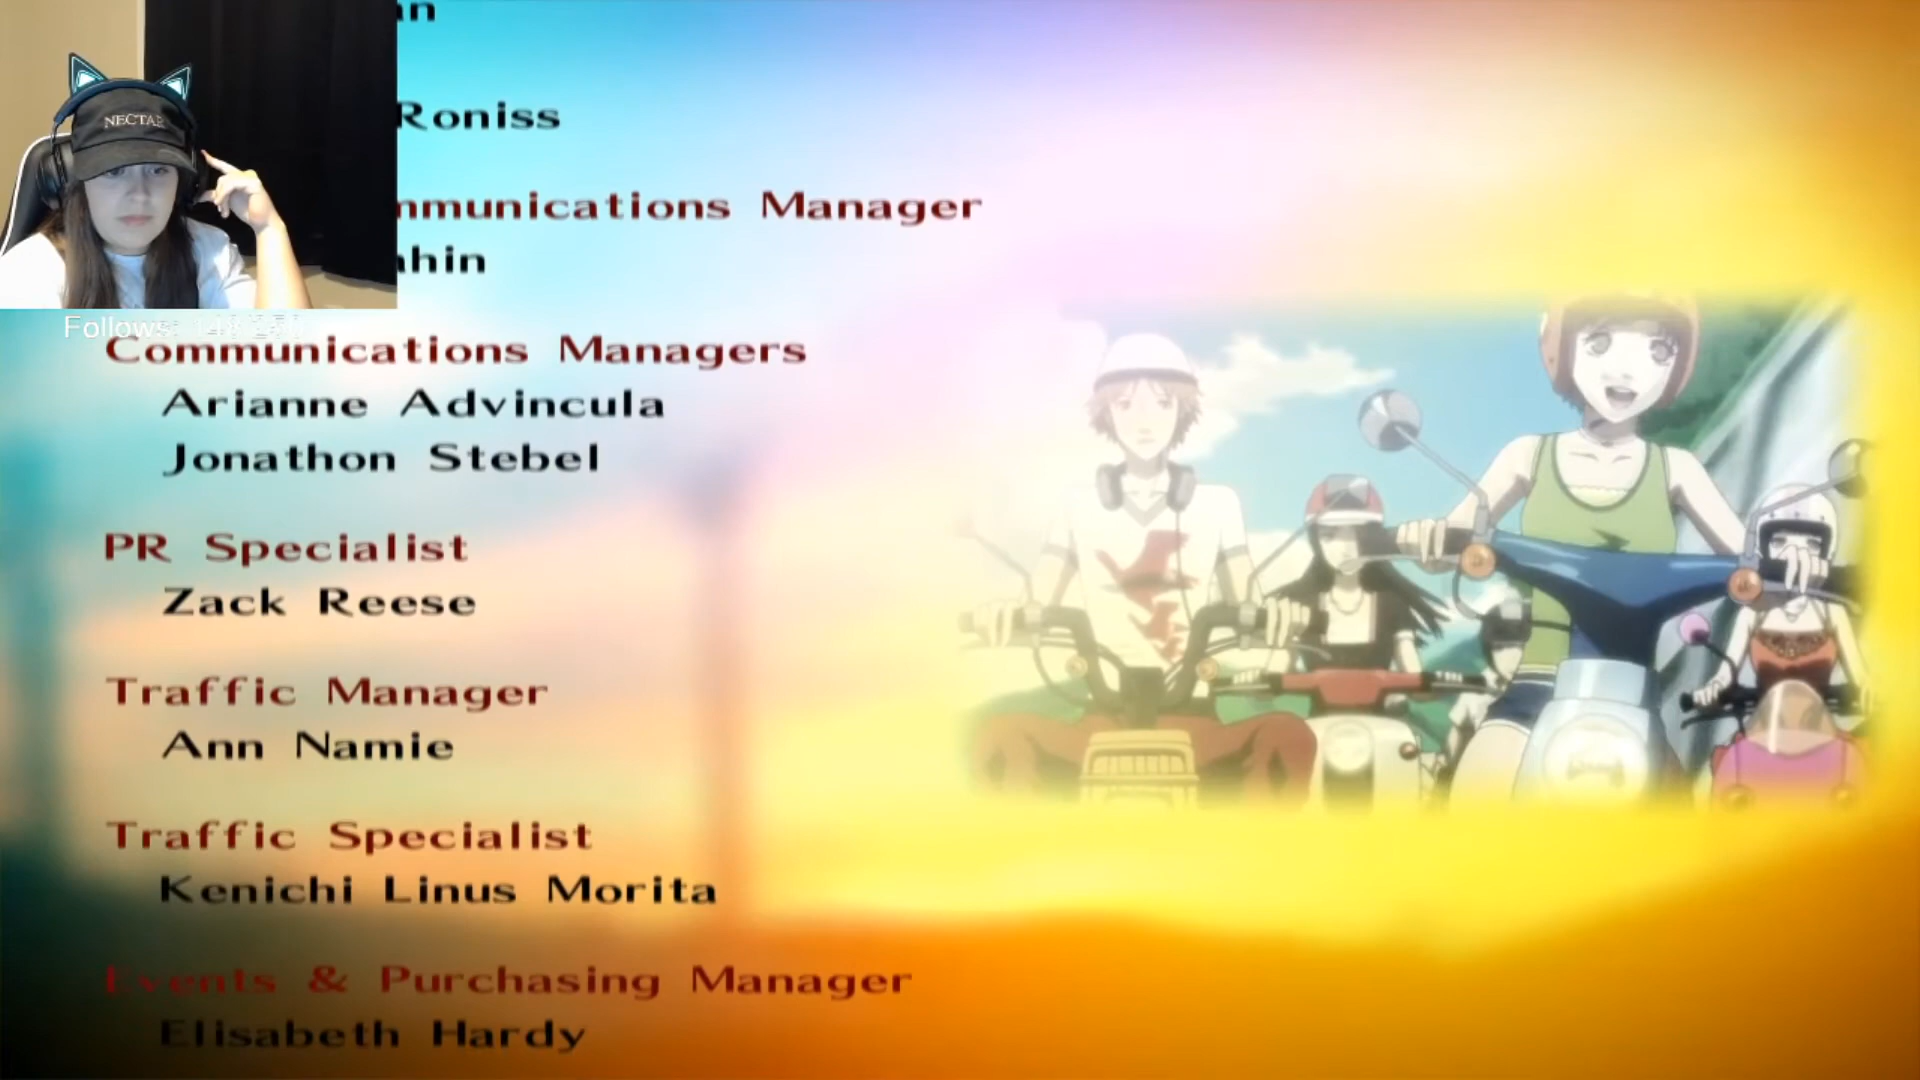 NECTAR
Roniss
Manager
Follows:
Communications Managers
Arianne Advincula
Jonathon Stebel
PR Specialist
Zack Reese
Traffic Manager
Ann Namie
Traffic Specialist
Kenichi Linus Morita
Events & Purchasing Manager
Elisabeth Hardy